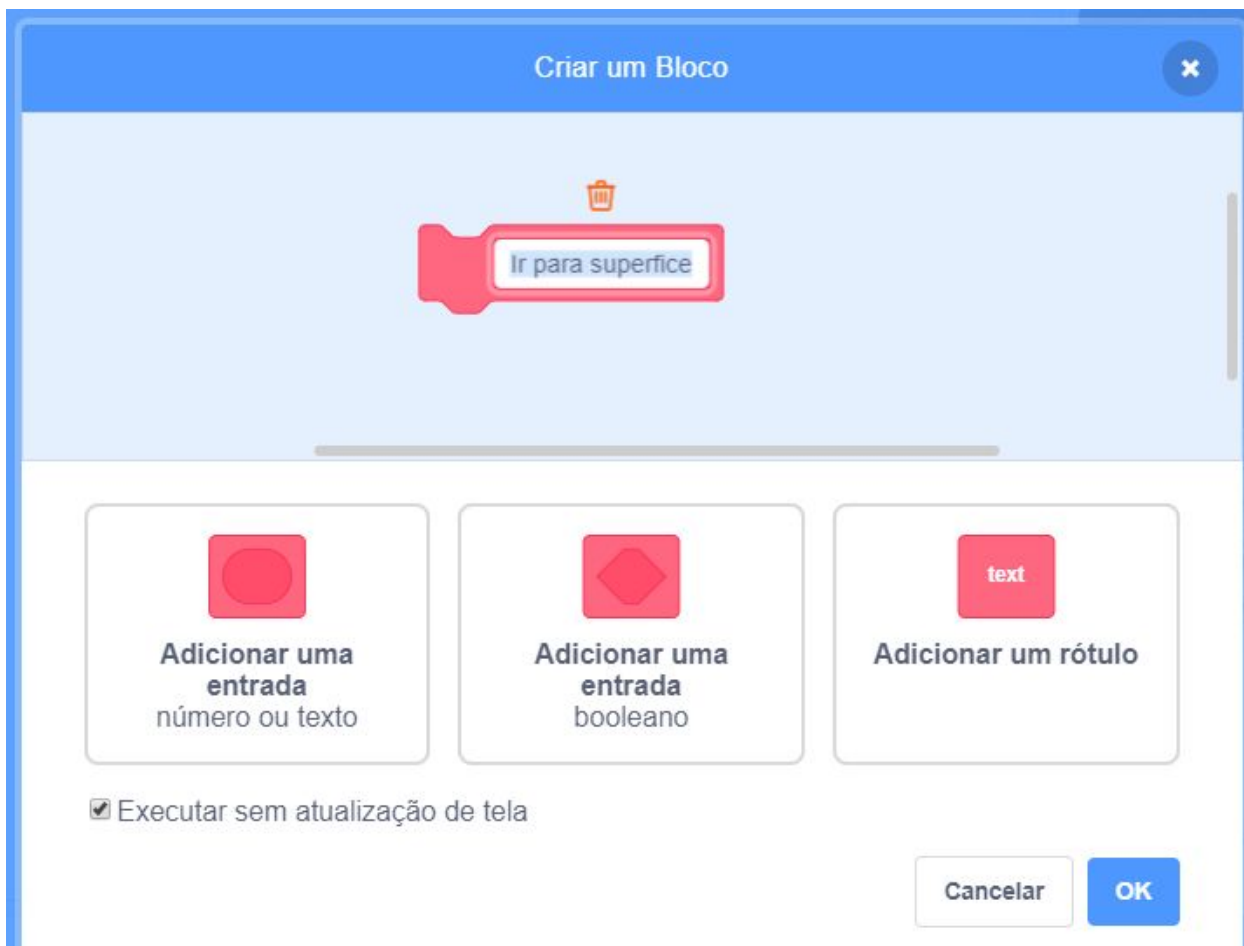 Criar um Bloco
Ir para superfice
text
Adicionar uma
entrada
número ou texto
Adicionar uma
entrada
booleano
Adicionar um rótulo
Executar sem atualização de tela
Cancelar
OK